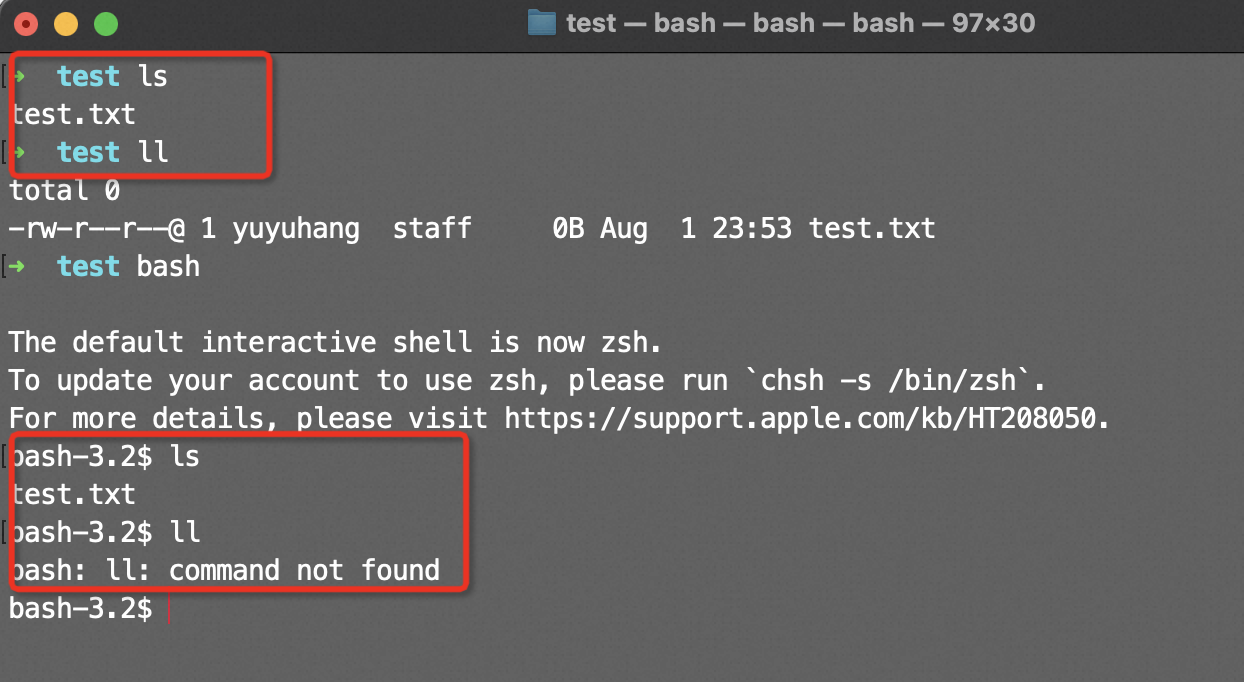 test — bash — bash — bash — 97×30
[➜  test ls
test.txt
[➜  test ll
total 0
-rw-r--r--@ 1 yuyuhang  staff     0B Aug  1 23:53 test.txt
[➜  test bash

The default interactive shell is now zsh.
To update your account to use zsh, please run `chsh -s /bin/zsh`.
For more details, please visit https://support.apple.com/kb/HT208050.
[bash-3.2$ ls
test.txt
[bash-3.2$ ll
bash: ll: command not found
bash-3.2$